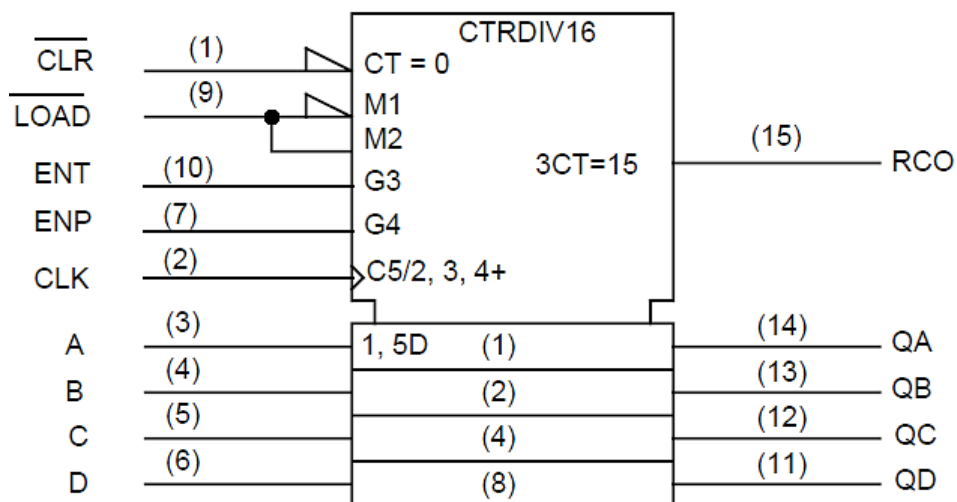 CTRDIV16
CLR (1) CT = 0
LOAD (9) M1
M2
ENT (10) G3 3CT=15 (15) RCO
ENP (7) G4
CLK (2) C5/2, 3, 4+
A (3) 1, 5D (1) (14) QA
B (4) (2) (13) QB
C (5) (4) (12) QC
D (6) (8) (11) QD